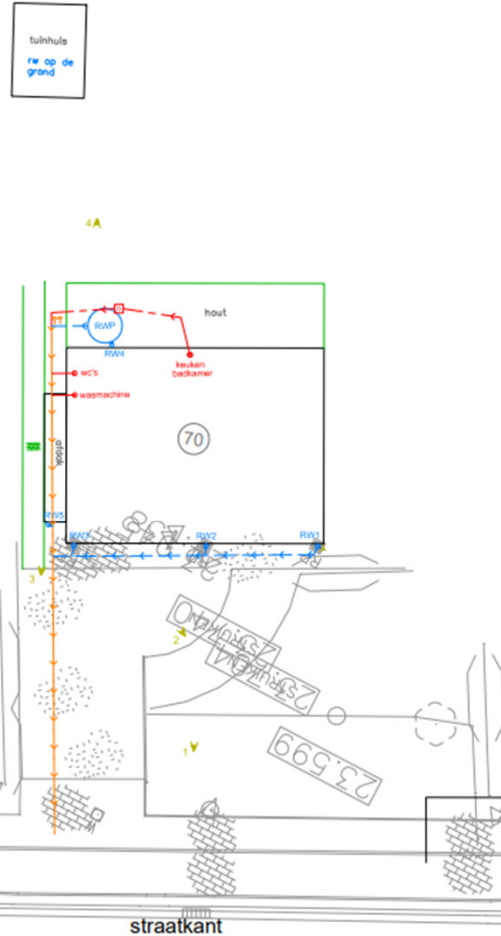 tuinhuis
rw op de
grond
4
hout
RWP
RW4
keuken
badkamer
wc's
wasmachine
70
afdak
RW5
RW3
RW2
RW1
3
2
1
23.599
straatkant